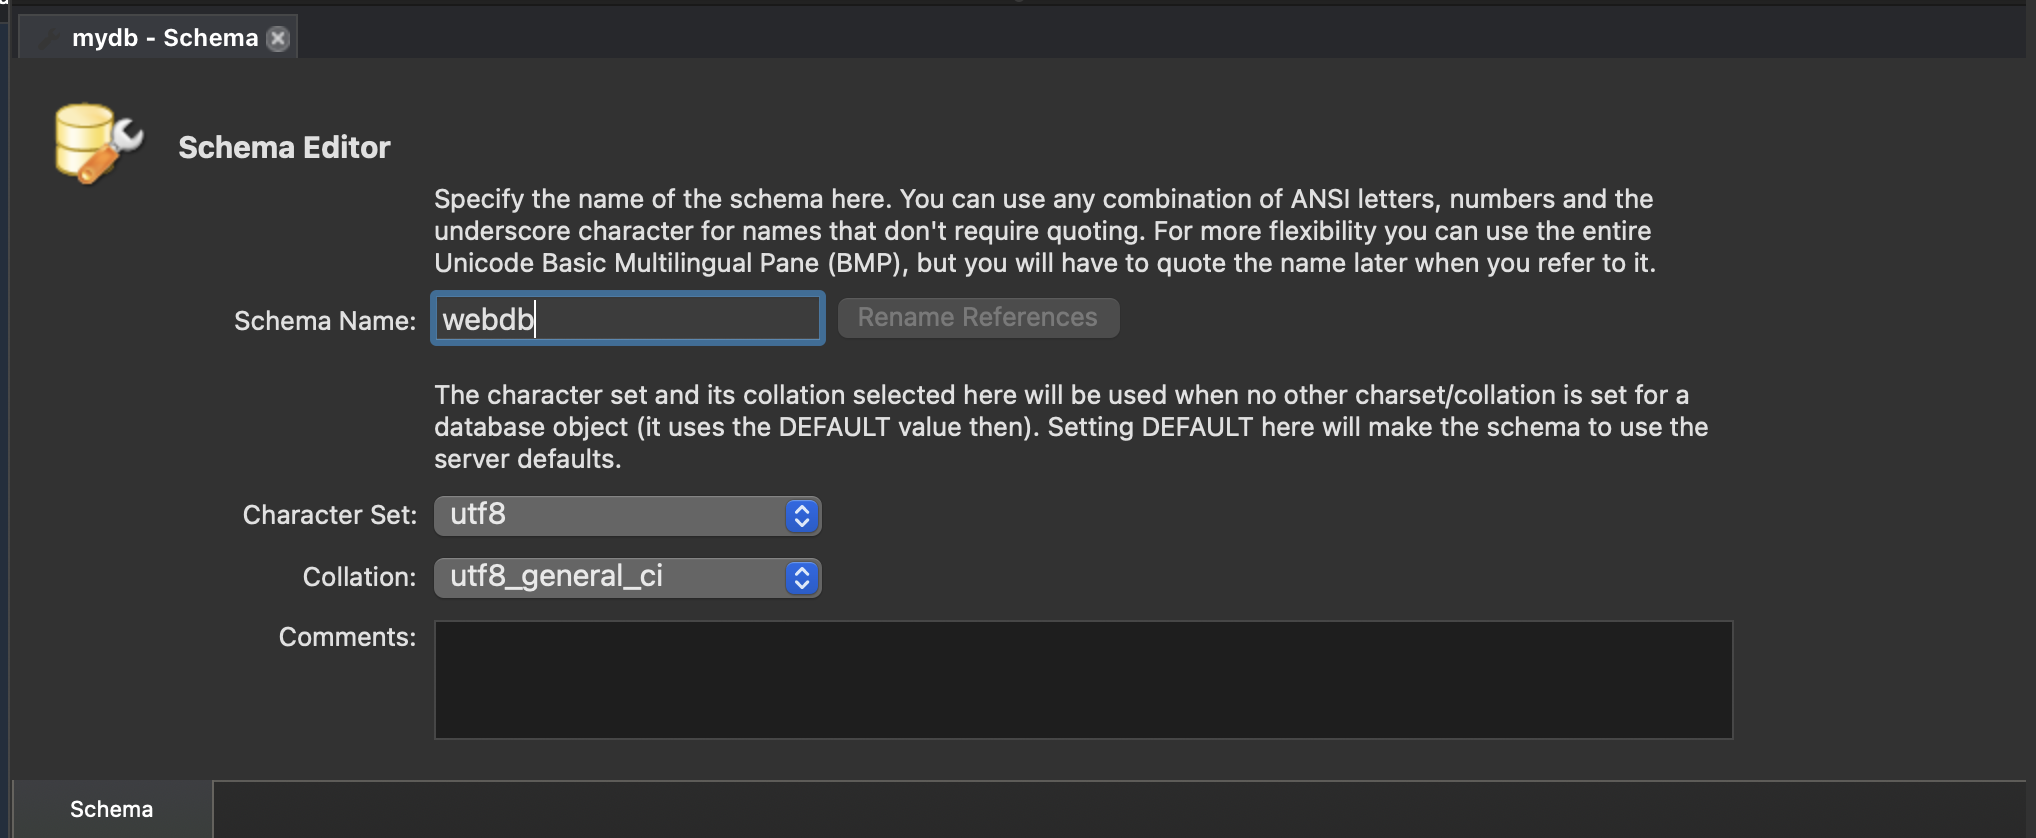 mydb - Schema
Schema Editor
Specify the name of the schema here. You can use any combination of ANSI letters, numbers and the
underscore character for names that don't require quoting. For more flexibility you can use the entire
Unicode Basic Multilingual Pane (BMP), but you will have to quote the name later when you refer to it.
Schema Name: webdb Rename References
The character set and its collation selected here will be used when no other charset/collation is set for a
database object (it uses the DEFAULT value then). Setting DEFAULT here will make the schema to use the
server defaults.
Character Set: utf8
Collation: utf8_general_ci
Comments:
Schema